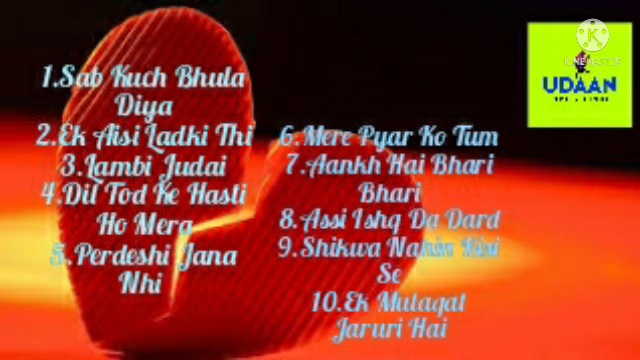 1.Sab Kuch Bhula
Diya
2.Ek Aisi Ladki Thi
3.Lambi Judai
4.Dil Tod Ke Hasti
Ho Mera
5.Perdeshi Jana
Nhi
6.Mere Pyar Ko Tum
7.Aankh Hai Bhari
Bhari
8.Assi Ishq Da Dard
9.Shikwa Nahin Kisi
Se
10.Ek Mulaqat
Jaruri Hai
K
KINEMASTER
UDAAN